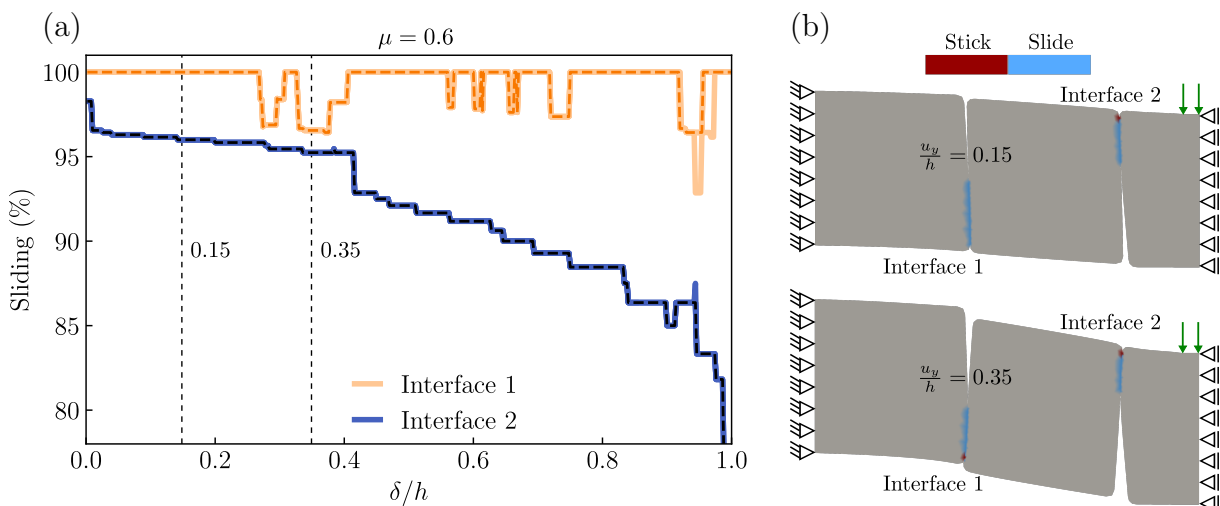 (a)
μ = 0.6
Sliding (%)
100
95
90
85
80
0.15
0.35
Interface 1
Interface 2
0.0 0.2 0.4 0.6 0.8 1.0
δ/h
(b)
Stick Slide
Interface 2
u_y/h = 0.15
Interface 1
Interface 2
u_y/h = 0.35
Interface 1